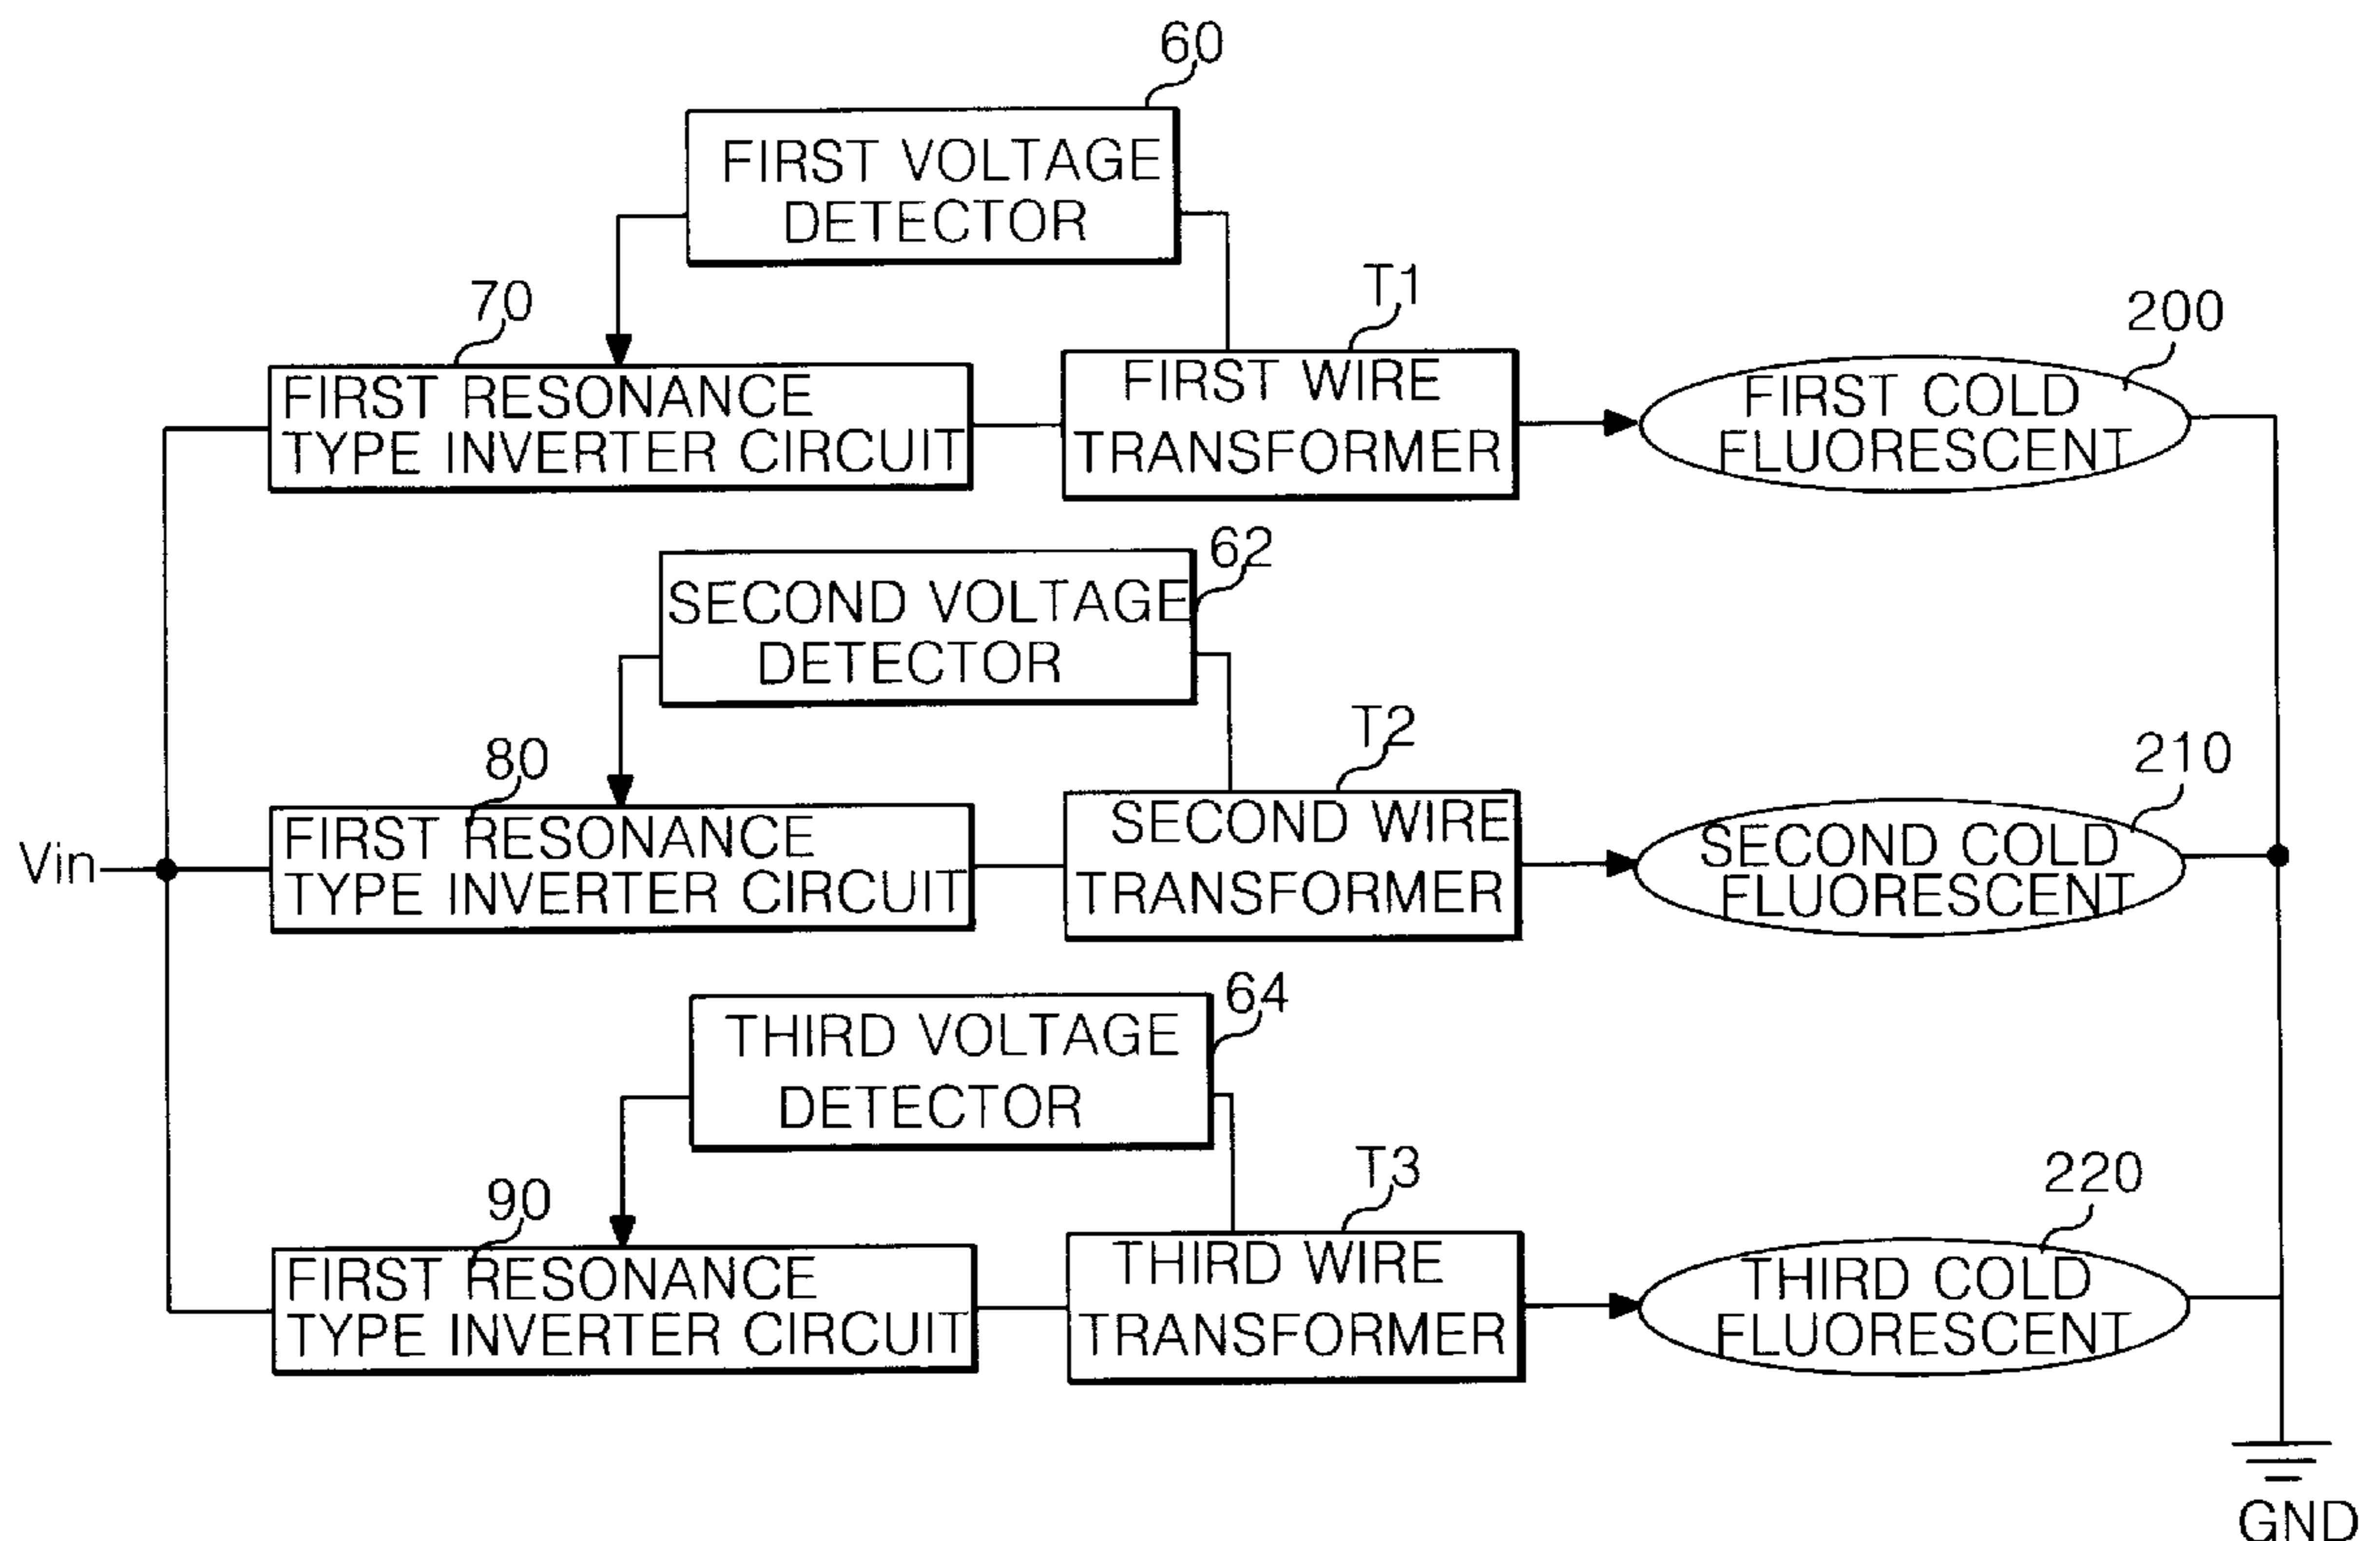 60
FIRST VOLTAGE
DETECTOR
70
T1
200
FIRST RESONANCE
TYPE INVERTER CIRCUIT
FIRST WIRE
TRANSFORMER
FIRST COLD
FLUORESCENT
62
SECOND VOLTAGE
DETECTOR
80
T2
210
Vin
FIRST RESONANCE
TYPE INVERTER CIRCUIT
SECOND WIRE
TRANSFORMER
SECOND COLD
FLUORESCENT
64
THIRD VOLTAGE
DETECTOR
90
T3
220
FIRST RESONANCE
TYPE INVERTER CIRCUIT
THIRD WIRE
TRANSFORMER
THIRD COLD
FLUORESCENT
GND